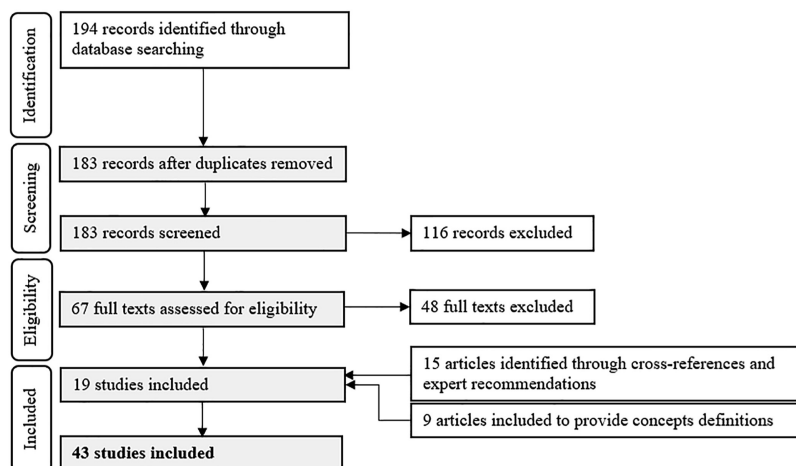 Identification
194 records identified through
database searching
Screening
183 records after duplicates removed
183 records screened
116 records excluded
Eligibility
67 full texts assessed for eligibility
48 full texts excluded
Included
19 studies included
15 articles identified through cross-references and
expert recommendations
9 articles included to provide concepts definitions
43 studies included